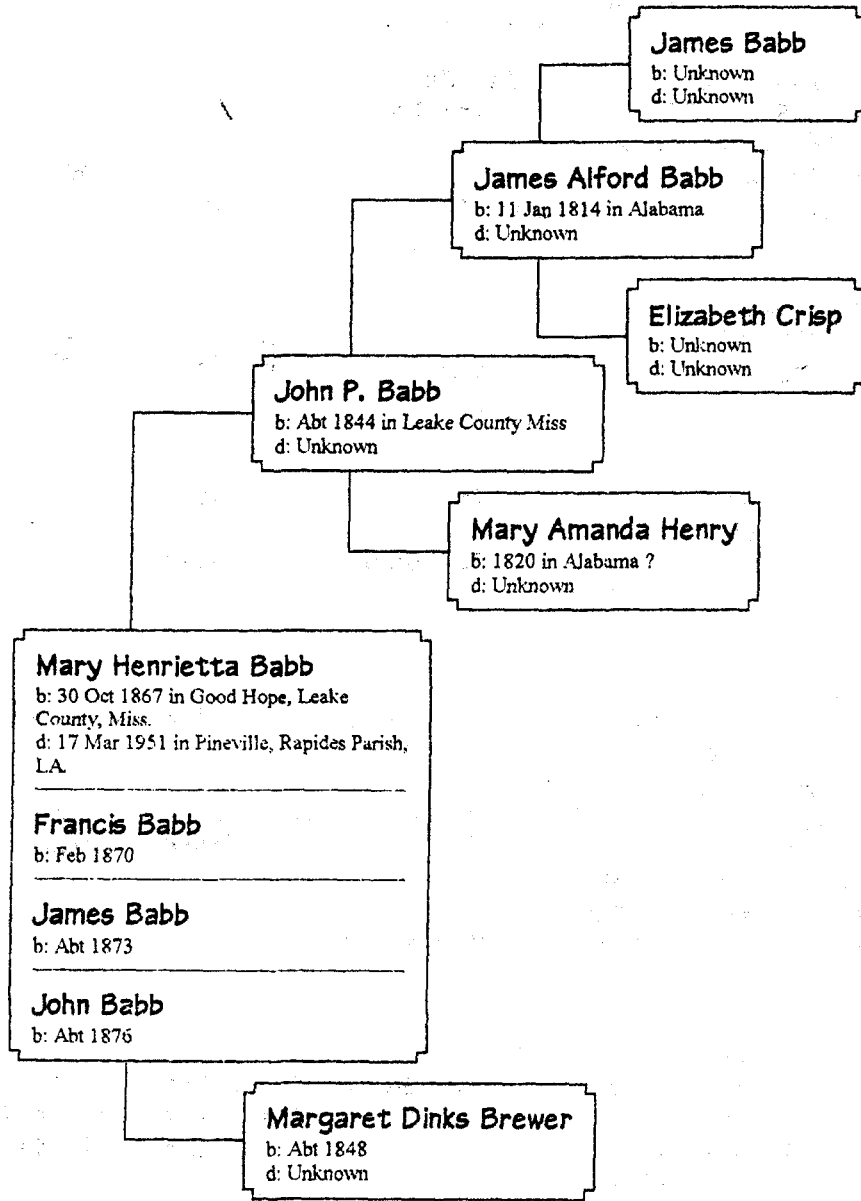 James Babb
b: Unknown
d: Unknown
James Alford Babb
b: 11 Jan 1814 in Alabama
d: Unknown
Elizabeth Crisp
b: Unknown
d: Unknown
John P. Babb
b: Abt 1844 in Leake County Miss
d: Unknown
Mary Amanda Henry
b: 1820 in Alabama ?
d: Unknown
Mary Henrietta Babb
b: 30 Oct 1867 in Good Hope, Leake
County, Miss.
d: 17 Mar 1951 in Pineville, Rapides Parish,
LA.
Francis Babb
b: Feb 1870
James Babb
b: Abt 1873
John Babb
b: Abt 1876
Margaret Dinks Brewer
b: Abt 1848
d: Unknown